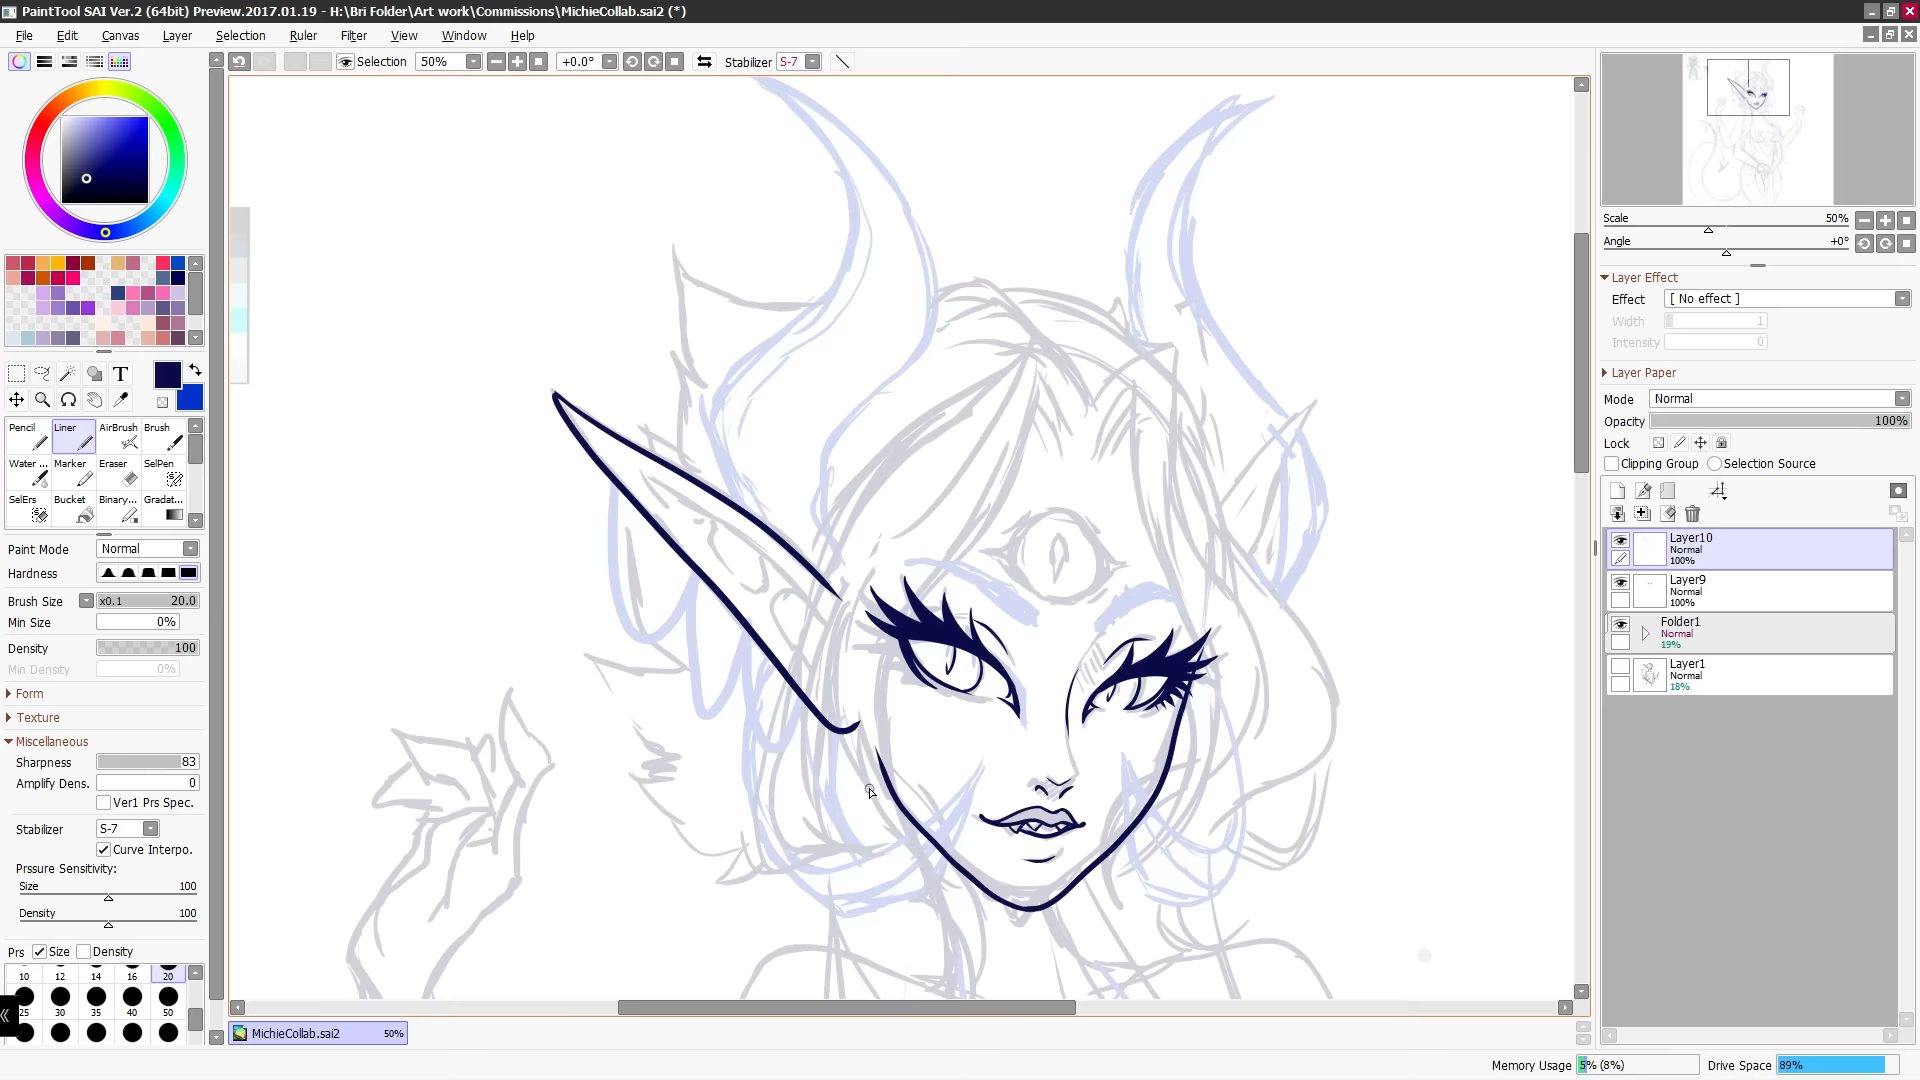 PaintTool SAI Ver.2 (64bit) Preview.2017.01.19 - H:\Bri Folder\Art work\Commissions\MichieCollab.sai2 (*)
File Edit Canvas Layer Selection Ruler Filter View Window Help
Selection 50% +0.0° Stabilizer S-7
Scale 50%
Angle +0°
Layer Effect
Effect [ No effect ]
Width 1
Intensity 0
Layer Paper
Mode Normal
Opacity 100%
Lock
Clipping Group Selection Source
Layer10
Normal
100%
Layer9
Normal
100%
Folder1
Normal
19%
Layer1
Normal
18%
T
Pencil Liner AirBrush Brush
Water ... Marker Eraser SelPen
SelErs Bucket Binary... Gradat...
Paint Mode Normal
Hardness
Brush Size x0.1 20.0
Min Size 0%
Density 100
Min Density 100%
Form
Texture
Miscellaneous
Sharpness 83
Amplify Dens. 0
Ver1 Prs Spec.
Stabilizer S-7
Curve Interpo.
Prssure Sensitivity:
Size 100
Density 100
Prs Size Density
10 12 14 16 20
25 30 35 40 50
MichieCollab.sai2 50%
Memory Usage 5% (8%) Drive Space 89%